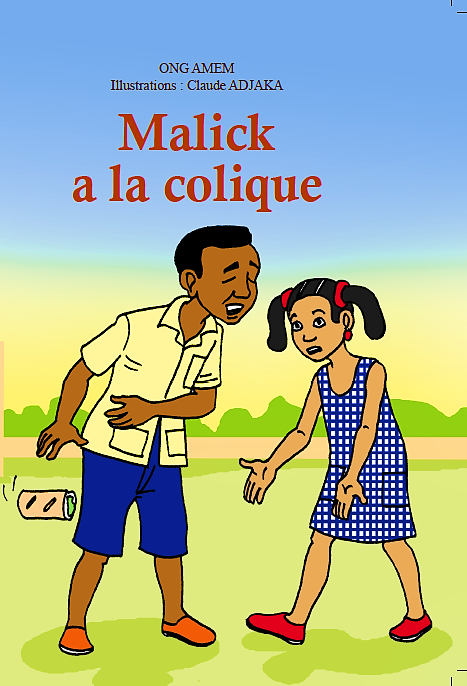 ONG AMEM
Illustrations : Claude ADJAKA
Malick
a la colique